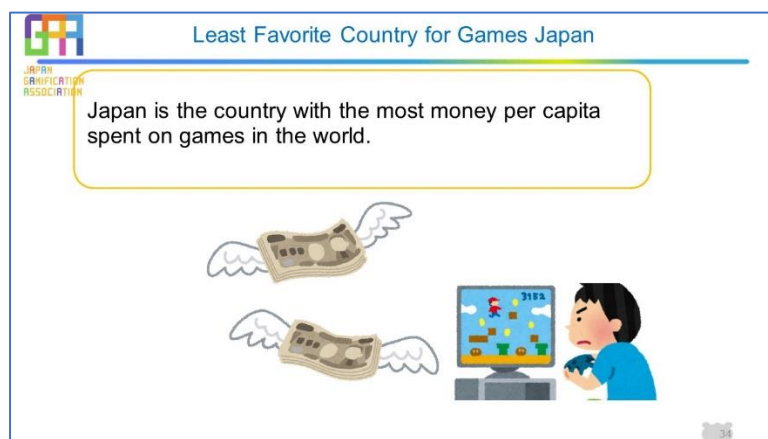 Least Favorite Country for Games Japan
JAPAN
GAMIFICATION
ASSOCIATION
Japan is the country with the most money per capita
spent on games in the world.
3152
34